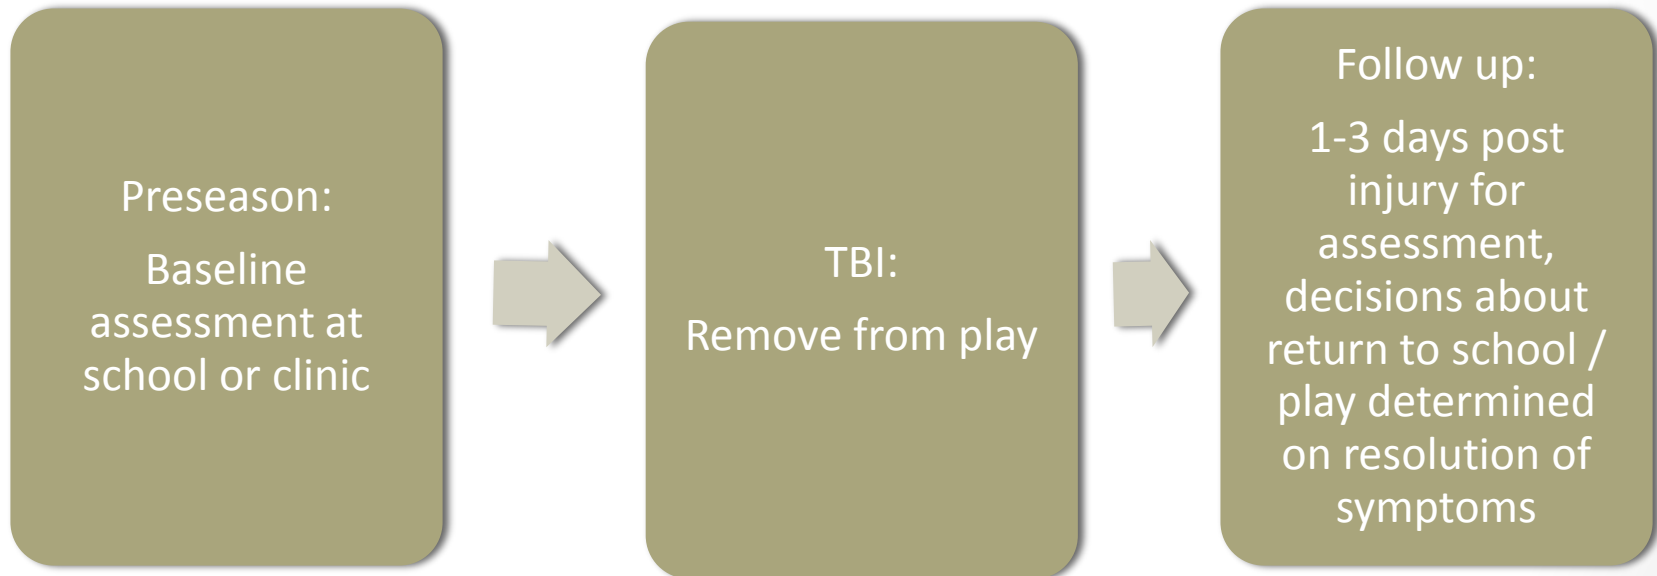 Preseason:
Baseline
assessment at
school or clinic
TBI:
Remove from play
Follow up:
1-3 days post
injury for
assessment,
decisions about
return to school /
play determined
on resolution of
symptoms